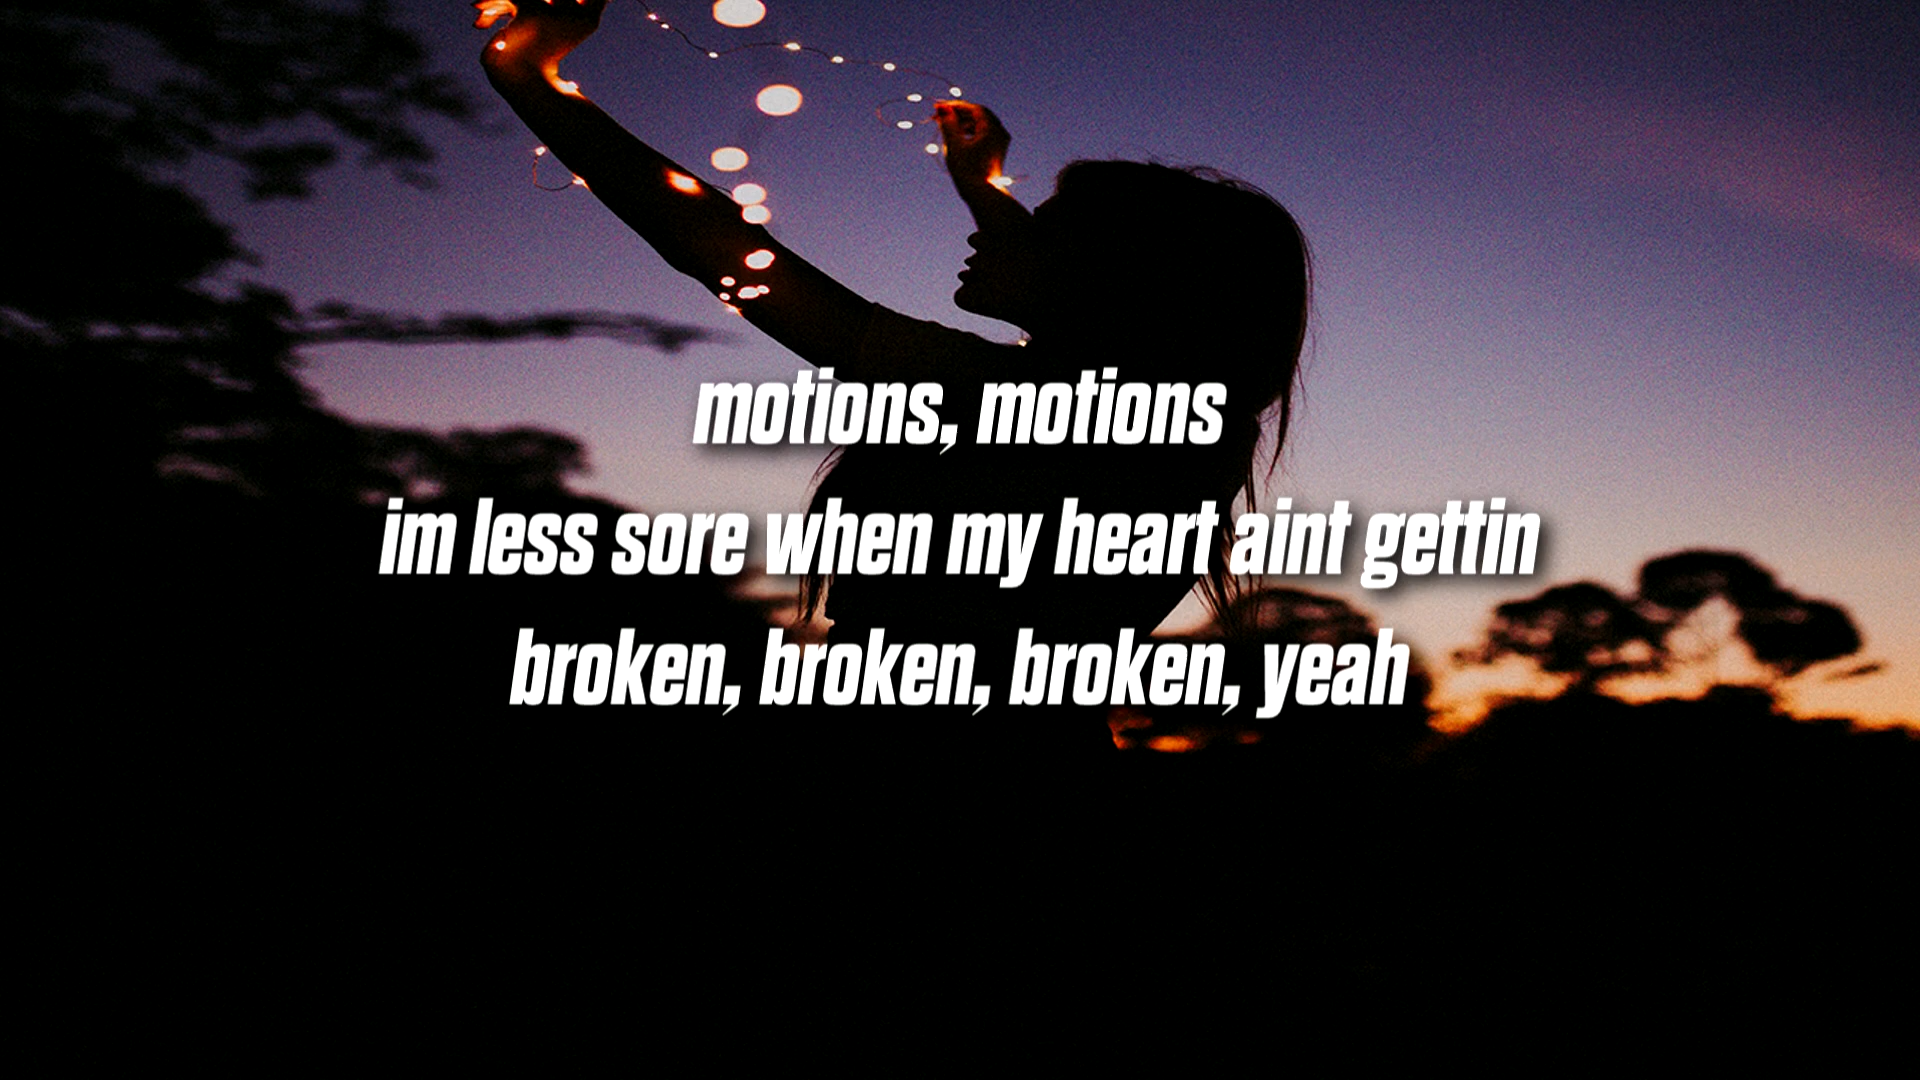 motions, motions
im less sore when my heart aint gettin
broken, broken, broken, yeah